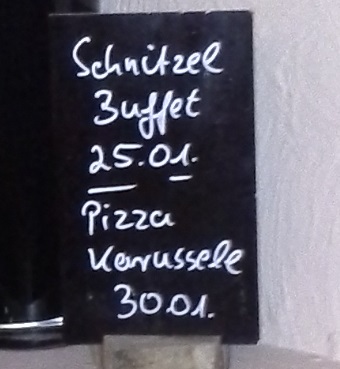 Schnitzel
Buffet
25.01.
Pizza
Karussele
30.01.